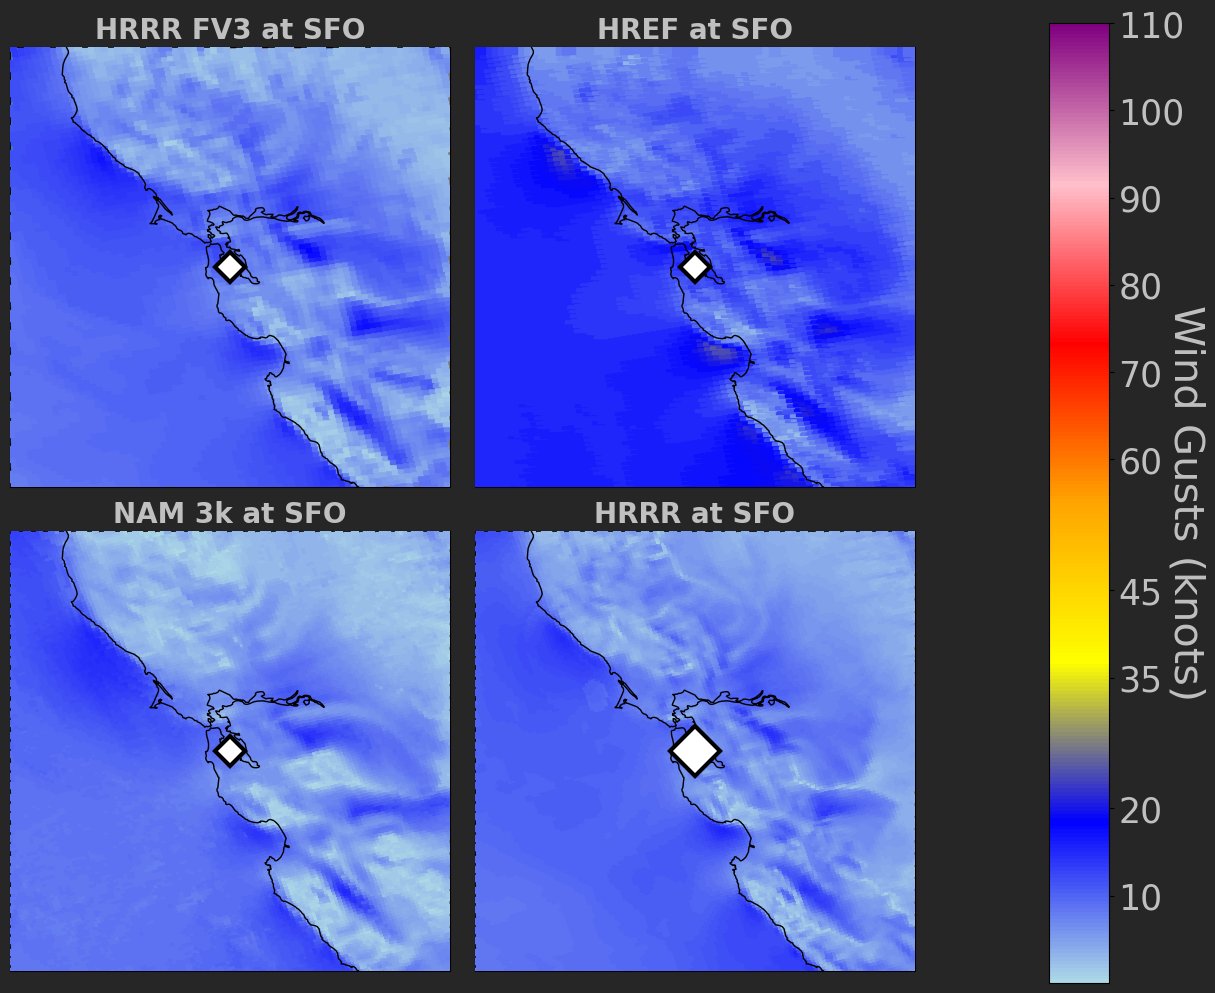 HRRR FV3 at SFO
HREF at SFO
NAM 3k at SFO
HRRR at SFO
110
100
90
80
70
60
45
35
20
10
Wind Gusts (knots)